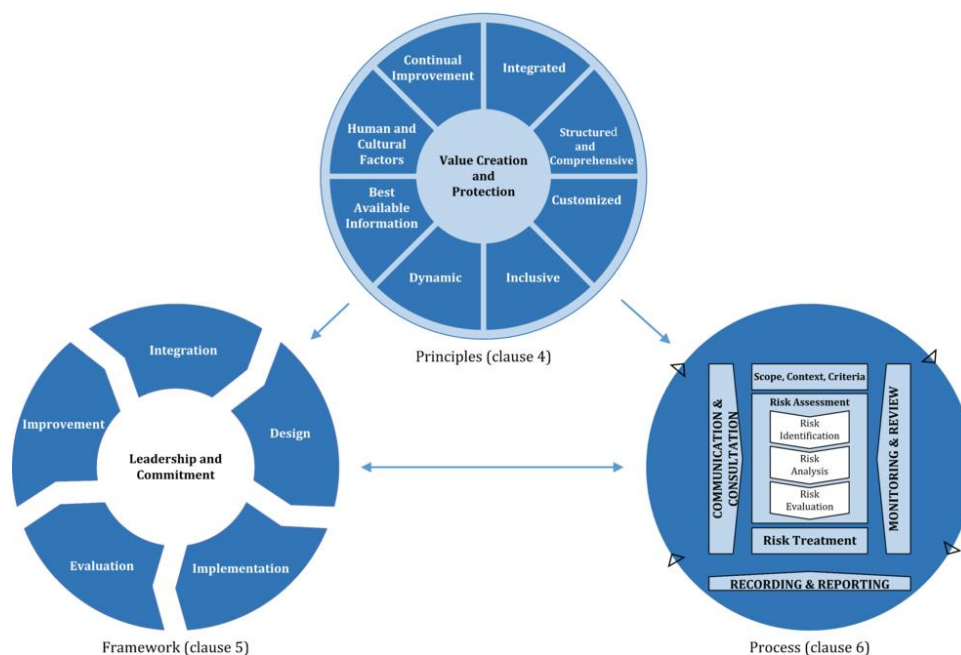 Continual
Improvement
Integrated
Human and
Cultural
Factors
Structured
and
Comprehensive
Value Creation
and
Protection
Best
Available
Information
Customized
Dynamic
Inclusive
Principles (clause 4)
Integration
Improvement
Design
Leadership and
Commitment
Evaluation
Implementation
Framework (clause 5)
COMMUNICATION &
CONSULTATION
Scope, Context, Criteria
Risk Assessment
Risk
Identification
Risk
Analysis
Risk
Evaluation
Risk Treatment
MONITORING & REVIEW
RECORDING & REPORTING
Process (clause 6)